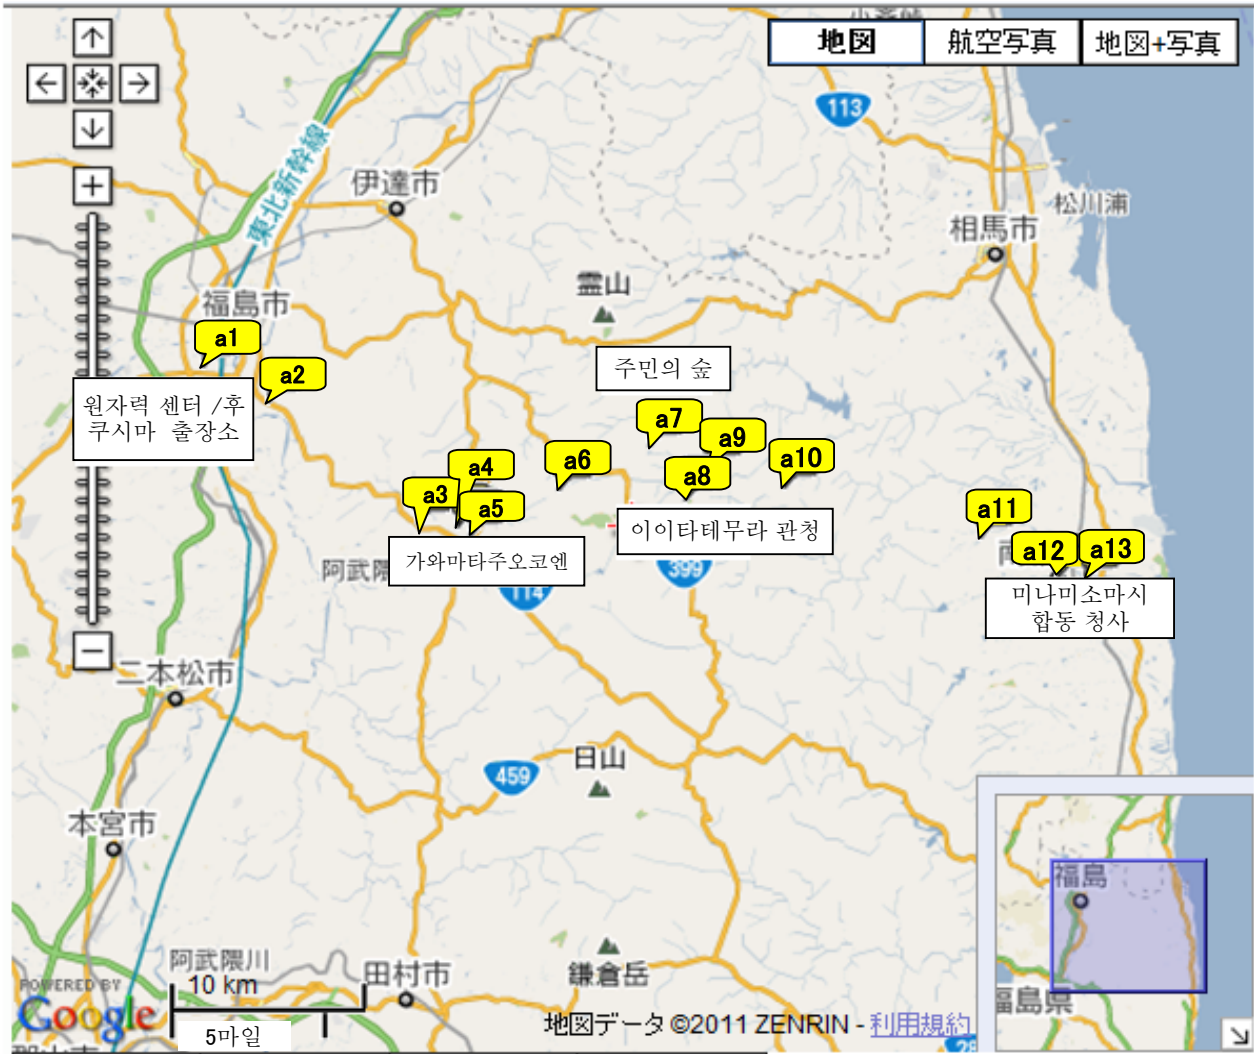 地図
航空写真
地図+写真
113
東北新幹線
伊達市
松川浦
相馬市
霊山
福島市
a1
주민의 숲
a2
원자력 센터 /후
쿠시마 출장소
a7
a9
a4
a6
a8
a10
a3
a5
a11
이이타테무라 관청
a12
a13
가와마타주오코엔
阿武
399
114
미나미소마시
합동 청사
二本松市
日山
459
本宮市
福島
阿武隈川
10 km
田村市
鎌倉岳
福島県
POWERED BY
Google
5마일
地図データ ©2011 ZENRIN - 利用規約